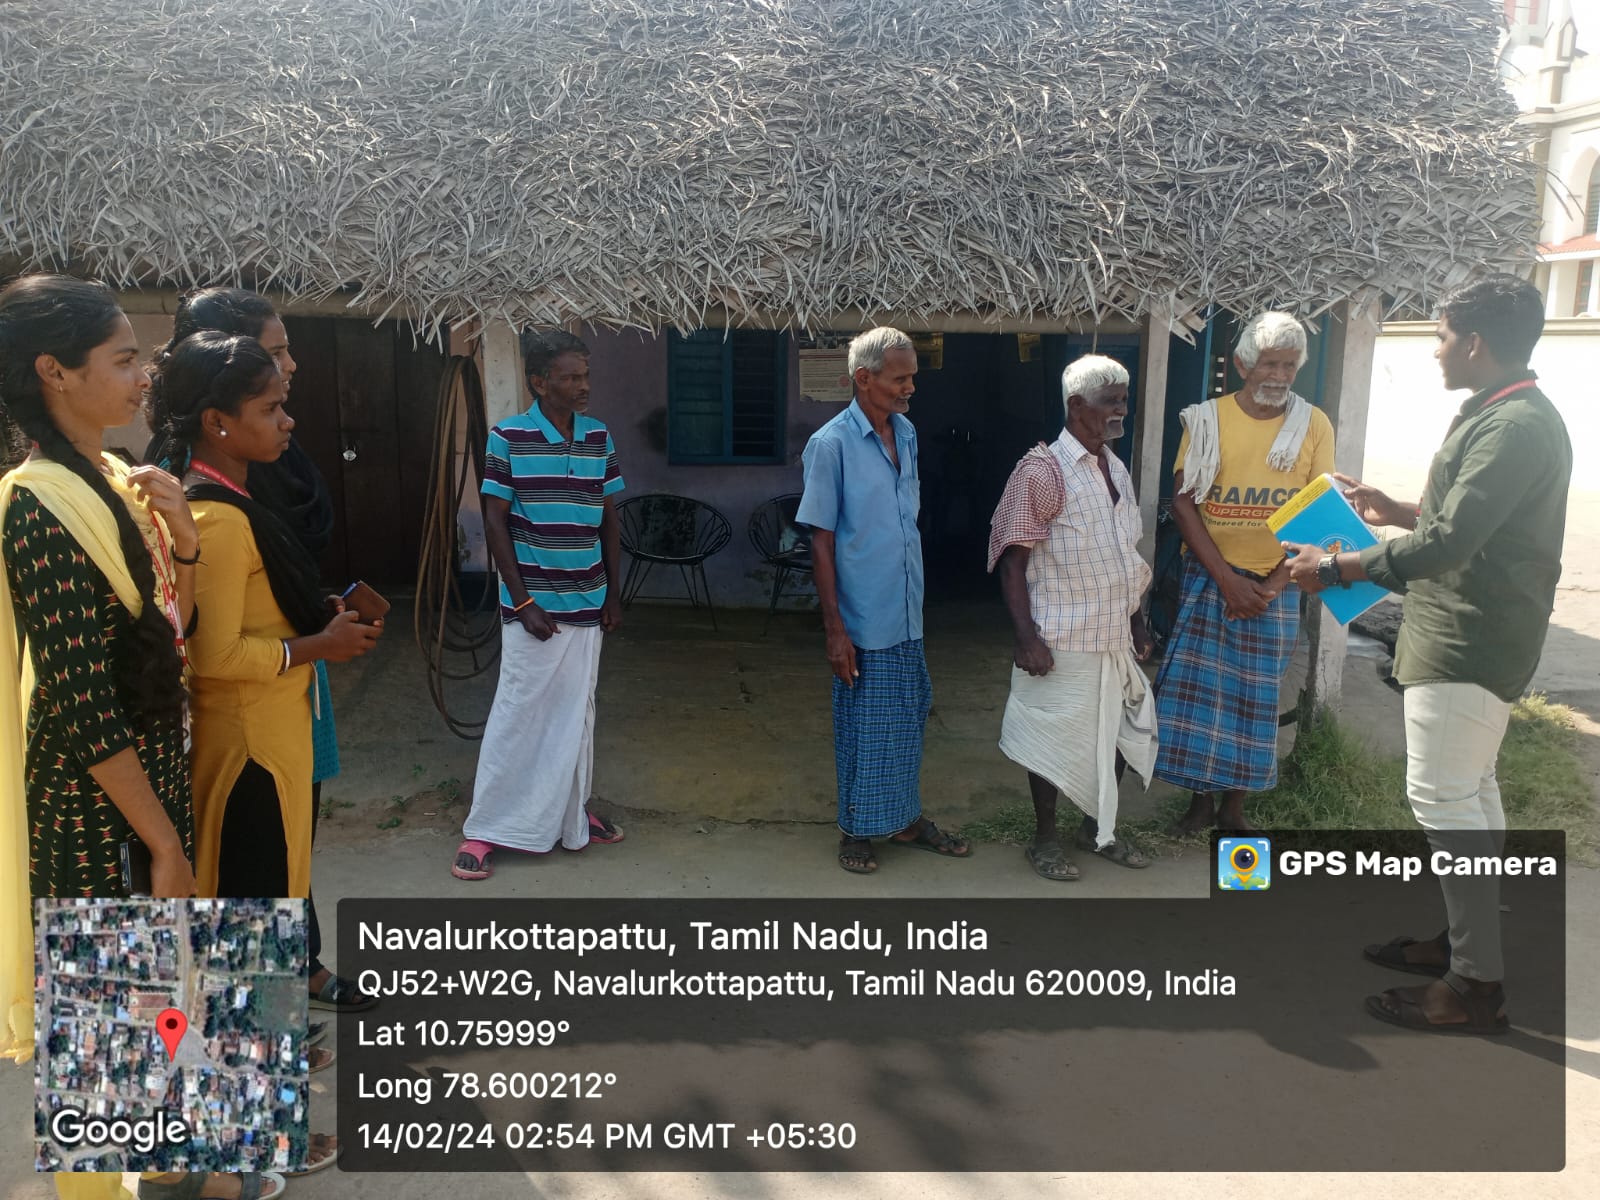 RAMCO
SUPERGR
GPS Map Camera
Navalurkottapattu, Tamil Nadu, India
QJ52+W2G, Navalurkottapattu, Tamil Nadu 620009, India
Lat 10.75999°
Long 78.600212°
14/02/24 02:54 PM GMT +05:30
Google